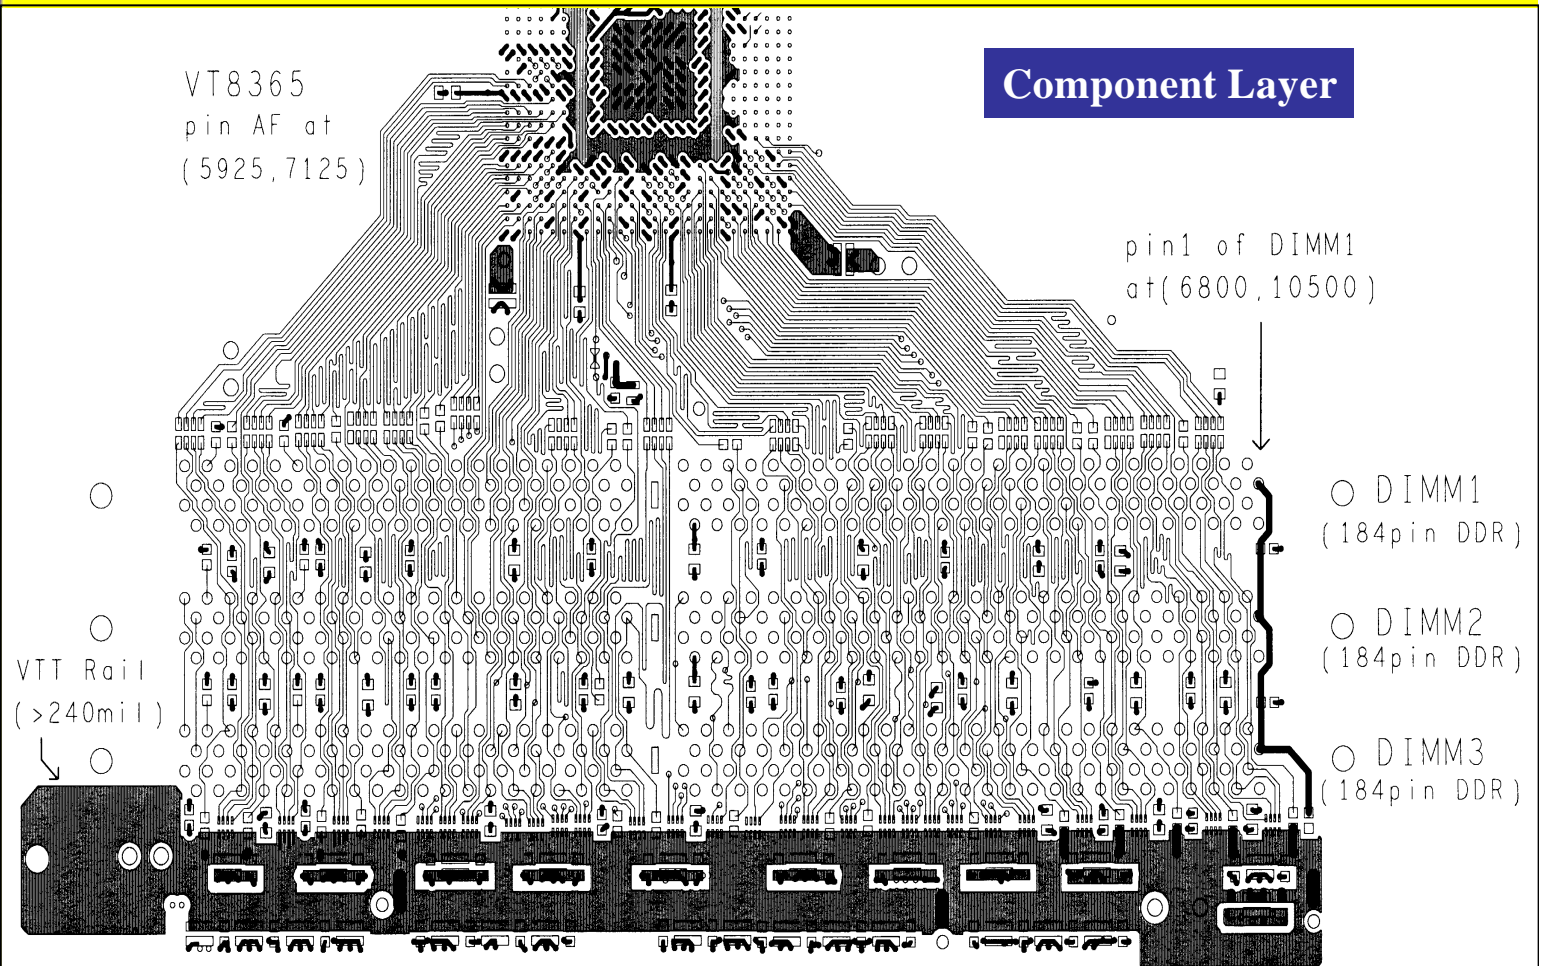 Component Layer
VT8365
pin AF at
(5925,7125)
pin1 of DIMM1
at(6800,10500)
DIMM1
(184pin DDR)
DIMM2
(184pin DDR)
VTT Rail
(>240mil)
DIMM3
(184pin DDR)